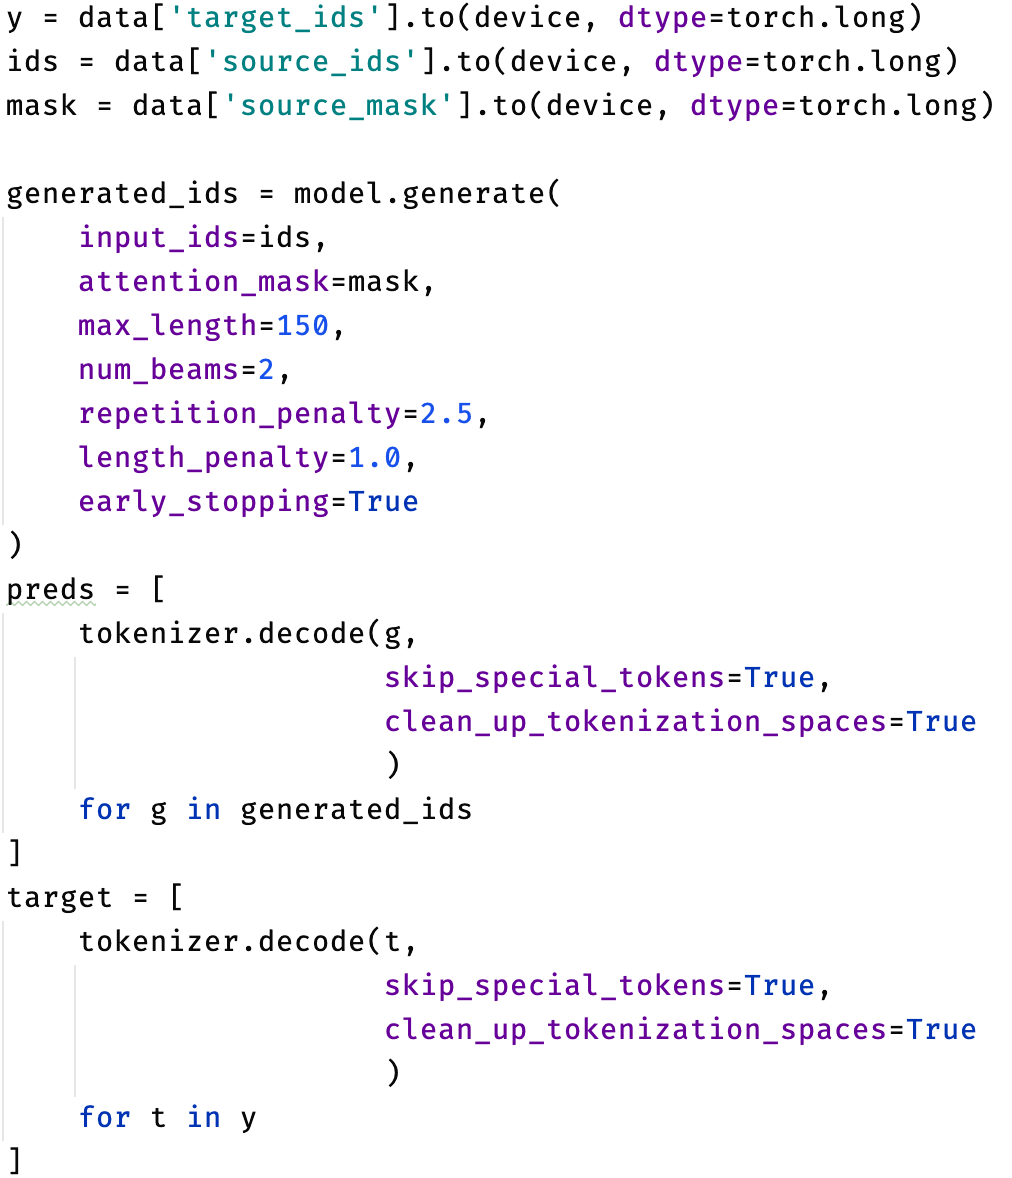 y = data['target_ids'].to(device, dtype=torch.long)
ids = data['source_ids'].to(device, dtype=torch.long)
mask = data['source_mask'].to(device, dtype=torch.long)

generated_ids = model.generate(
    input_ids=ids,
    attention_mask=mask,
    max_length=150,
    num_beams=2,
    repetition_penalty=2.5,
    length_penalty=1.0,
    early_stopping=True
)
preds = [
    tokenizer.decode(g,
                     skip_special_tokens=True,
                     clean_up_tokenization_spaces=True
                     )
    for g in generated_ids
]
target = [
    tokenizer.decode(t,
                     skip_special_tokens=True,
                     clean_up_tokenization_spaces=True
                     )
    for t in y
]